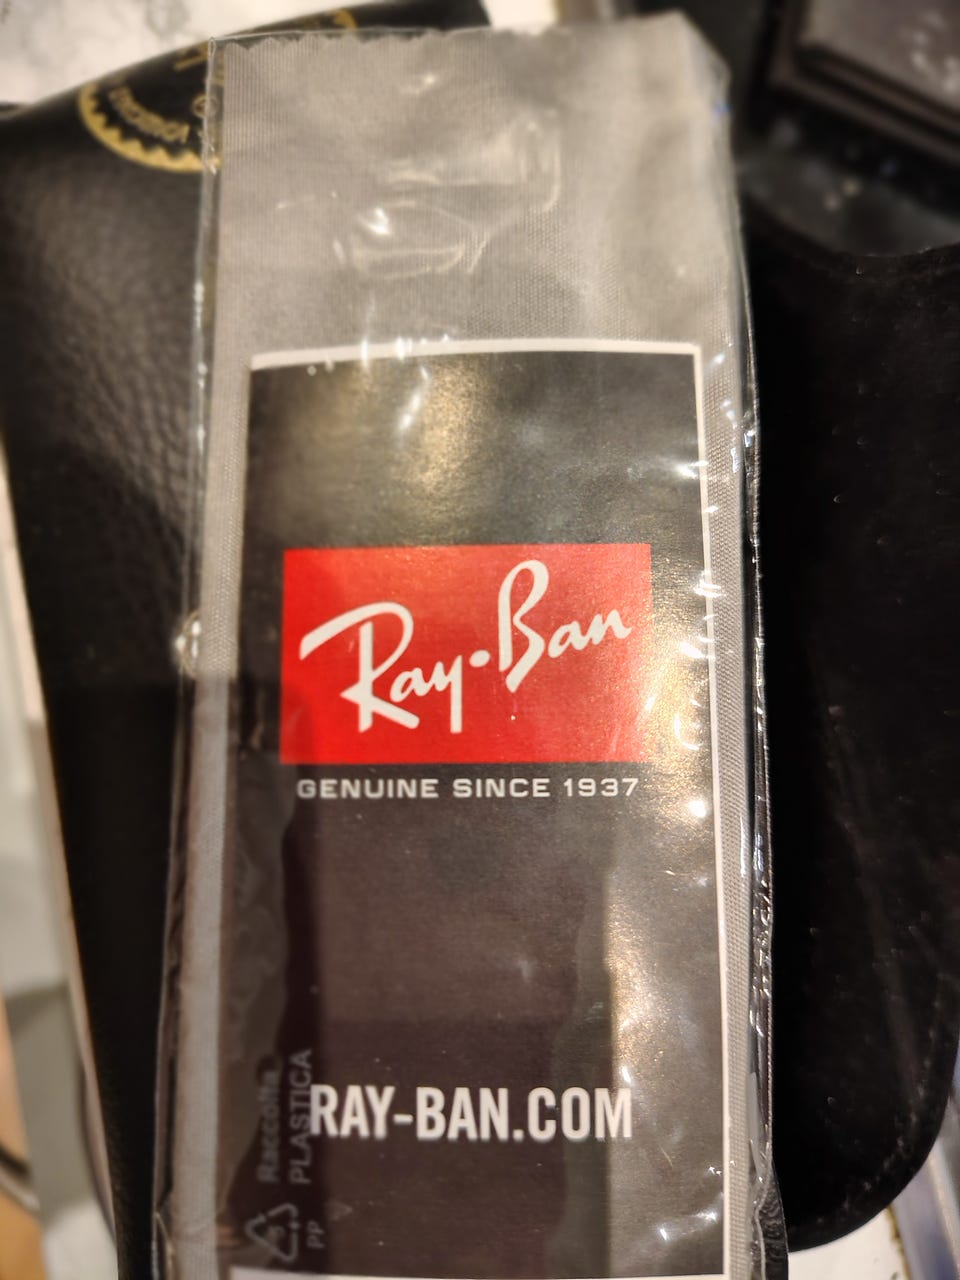 Ray-Ban
GENUINE SINCE 1937
RAY-BAN.COM
Raccolta
PLASTICA
PP